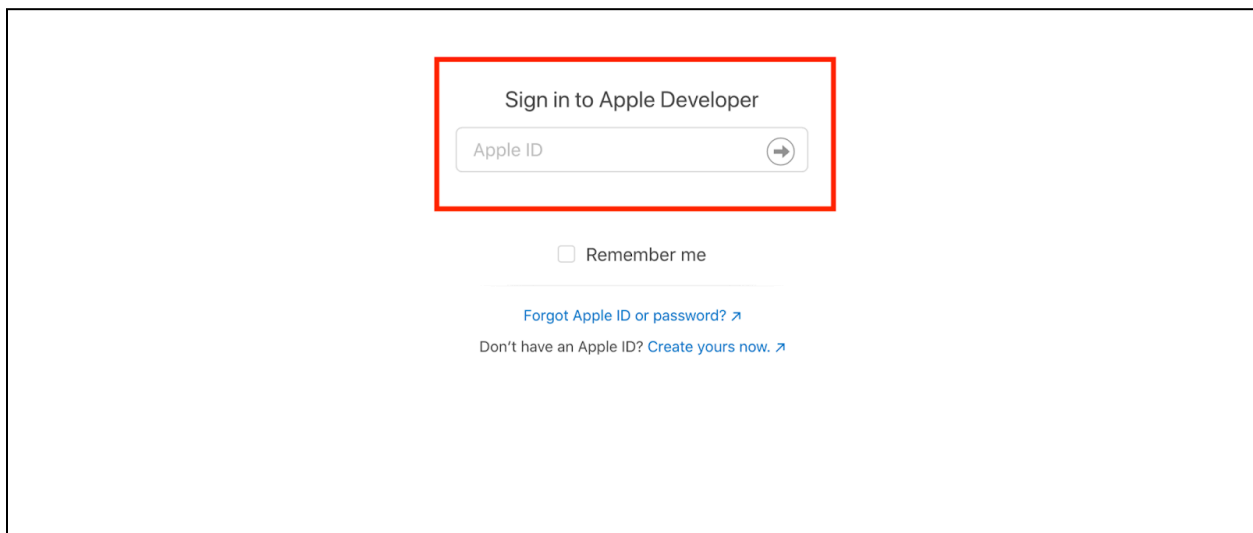 Sign in to Apple Developer
Apple ID
Remember me
Forgot Apple ID or password? ↗
Don’t have an Apple ID? Create yours now. ↗